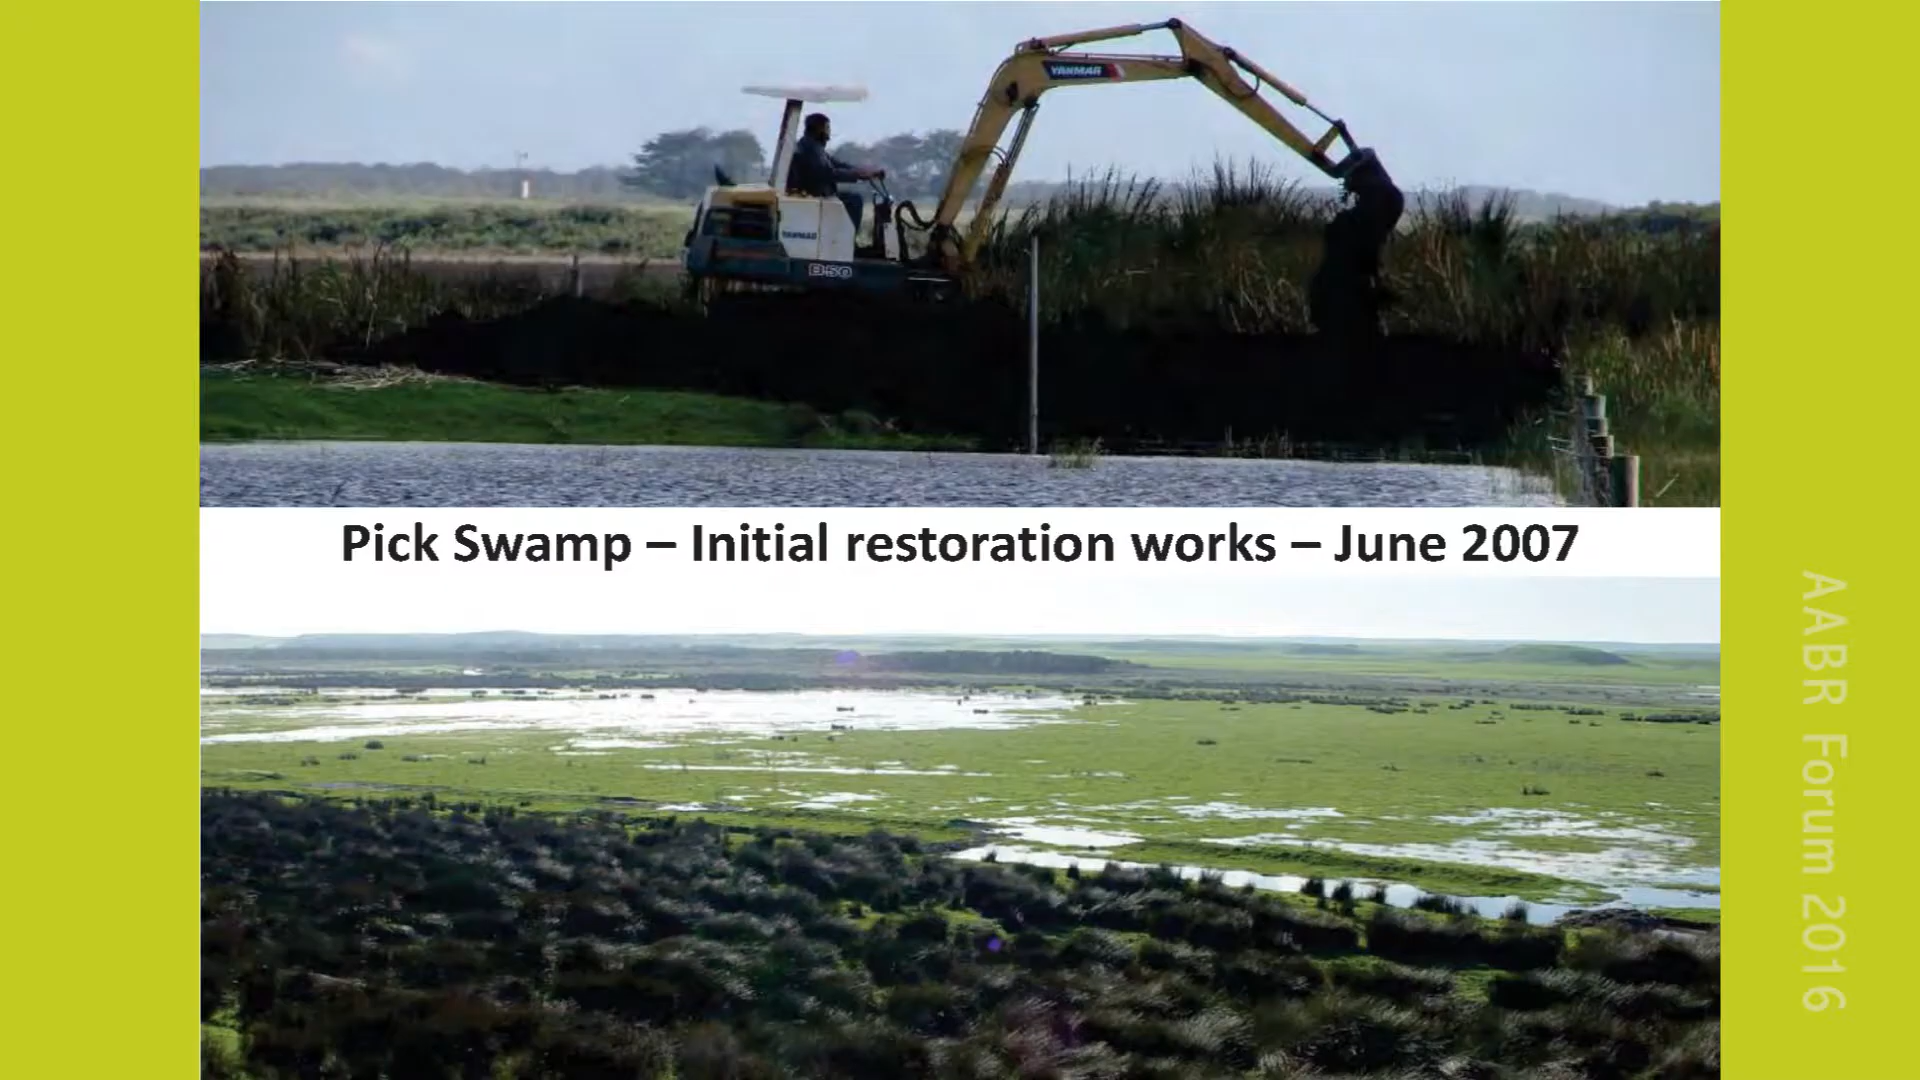 YANMAR
YANMAR
B50
Pick Swamp – Initial restoration works – June 2007
AABR Forum 2016